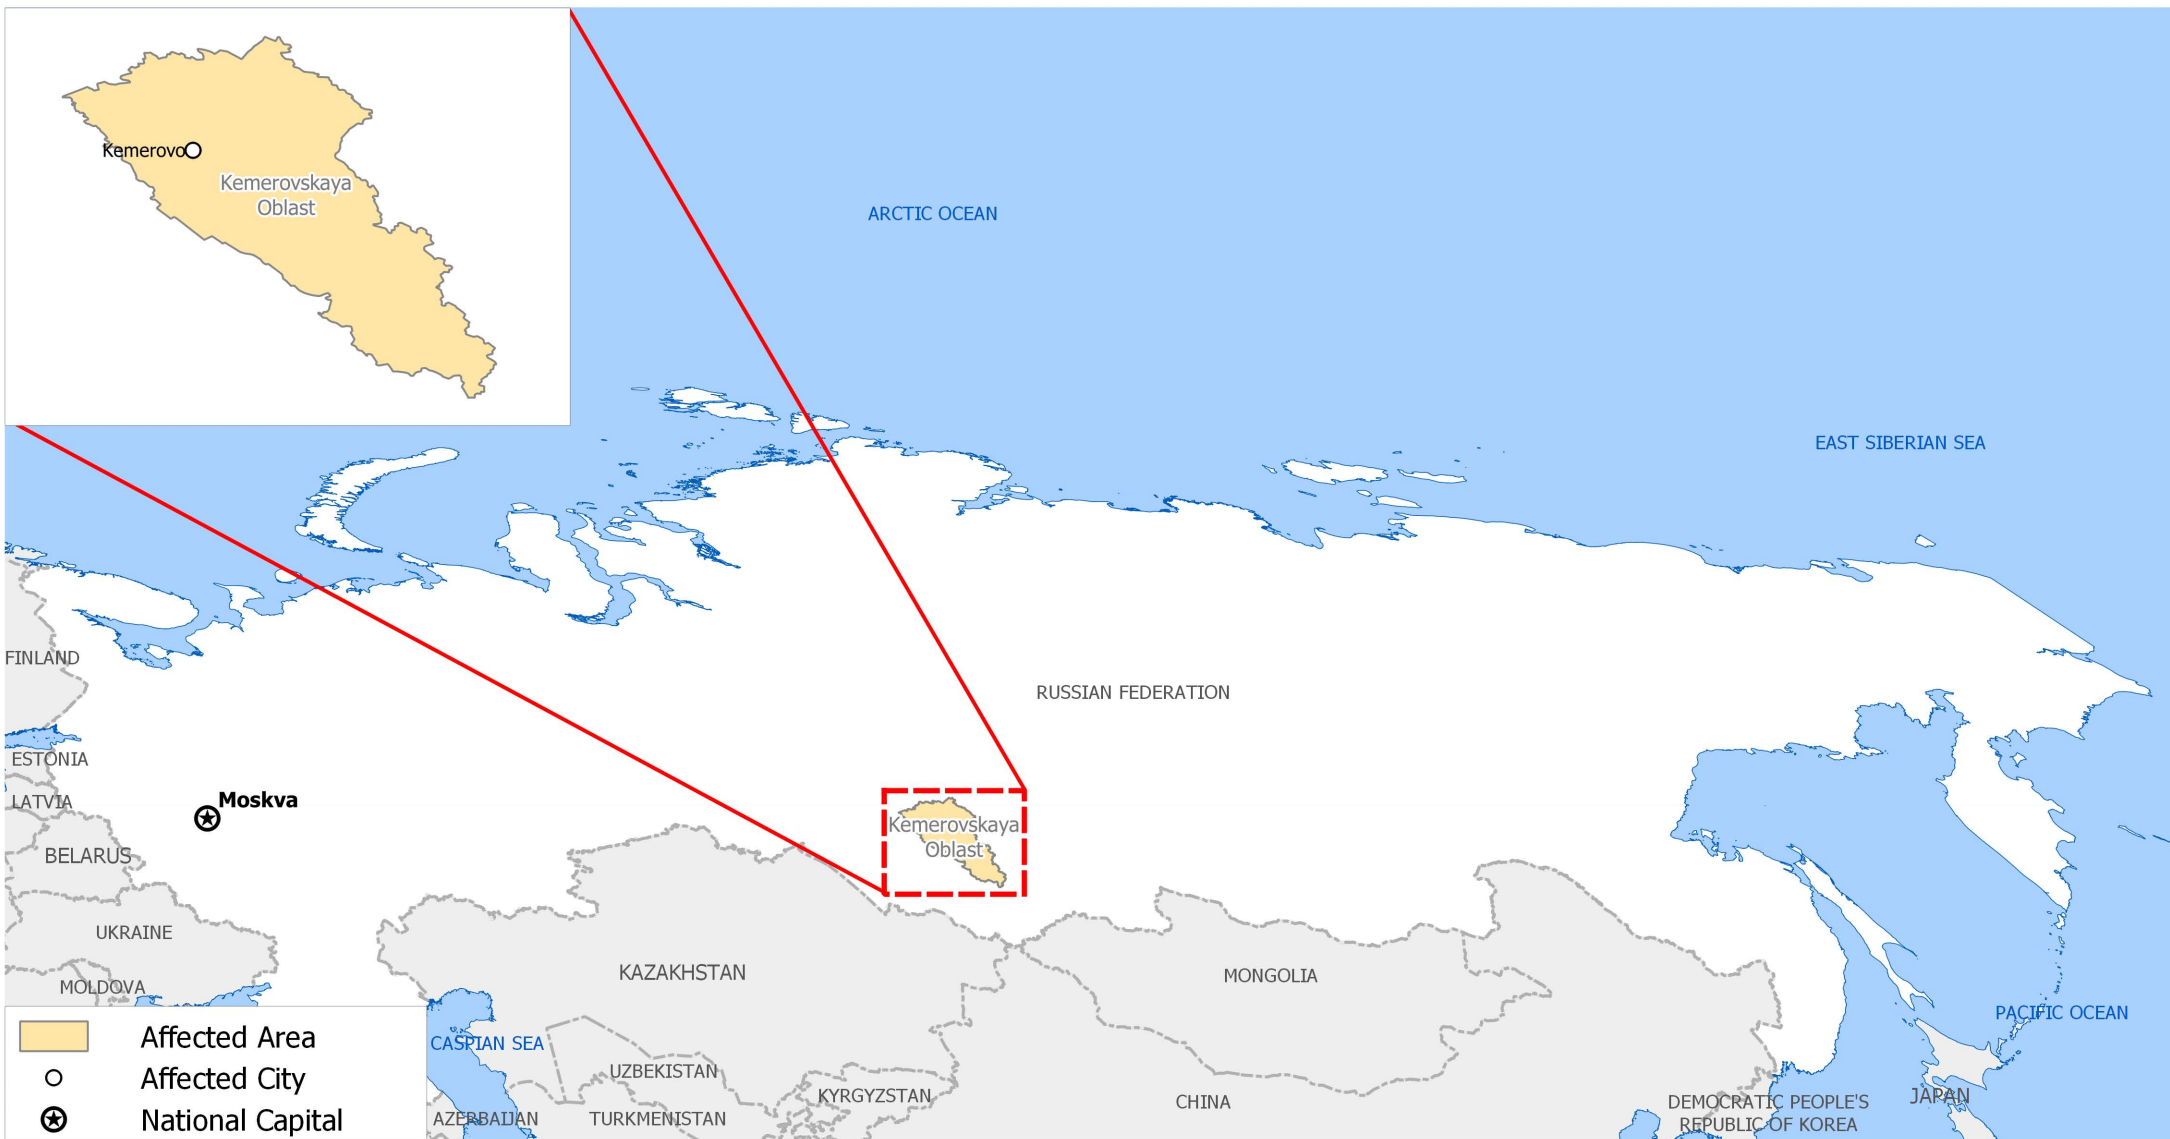 Kemerovo
Kemerovskaya
Oblast
ARCTIC OCEAN
EAST SIBERIAN SEA
FINLAND
RUSSIAN FEDERATION
ESTONIA
LATVIA
Moskva
Kemerovskaya
Oblast
BELARUS
UKRAINE
KAZAKHSTAN
MONGOLIA
MOLDOVA
PACIFIC OCEAN
CASPIAN SEA
UZBEKISTAN
KYRGYZSTAN
CHINA
JAPAN
AZERBAIJAN
TURKMENISTAN
DEMOCRATIC PEOPLE'S
REPUBLIC OF KOREA
Affected Area
Affected City
National Capital